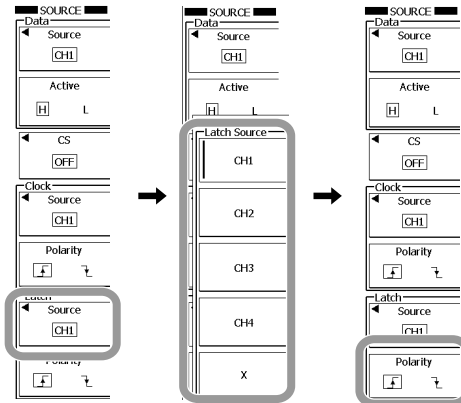 SOURCE
Data
Source
CH1
Active
H L
CS
OFF
Clock
Source
CH1
Polarity
Latch
Source
CH1
Polarity
SOURCE
Data
Source
CH1
Active
H L
Latch Source
CH1
CH2
CH3
CH4
X
SOURCE
Data
Source
CH1
Active
H L
CS
OFF
Clock
Source
CH1
Polarity
Latch
Source
CH1
Polarity